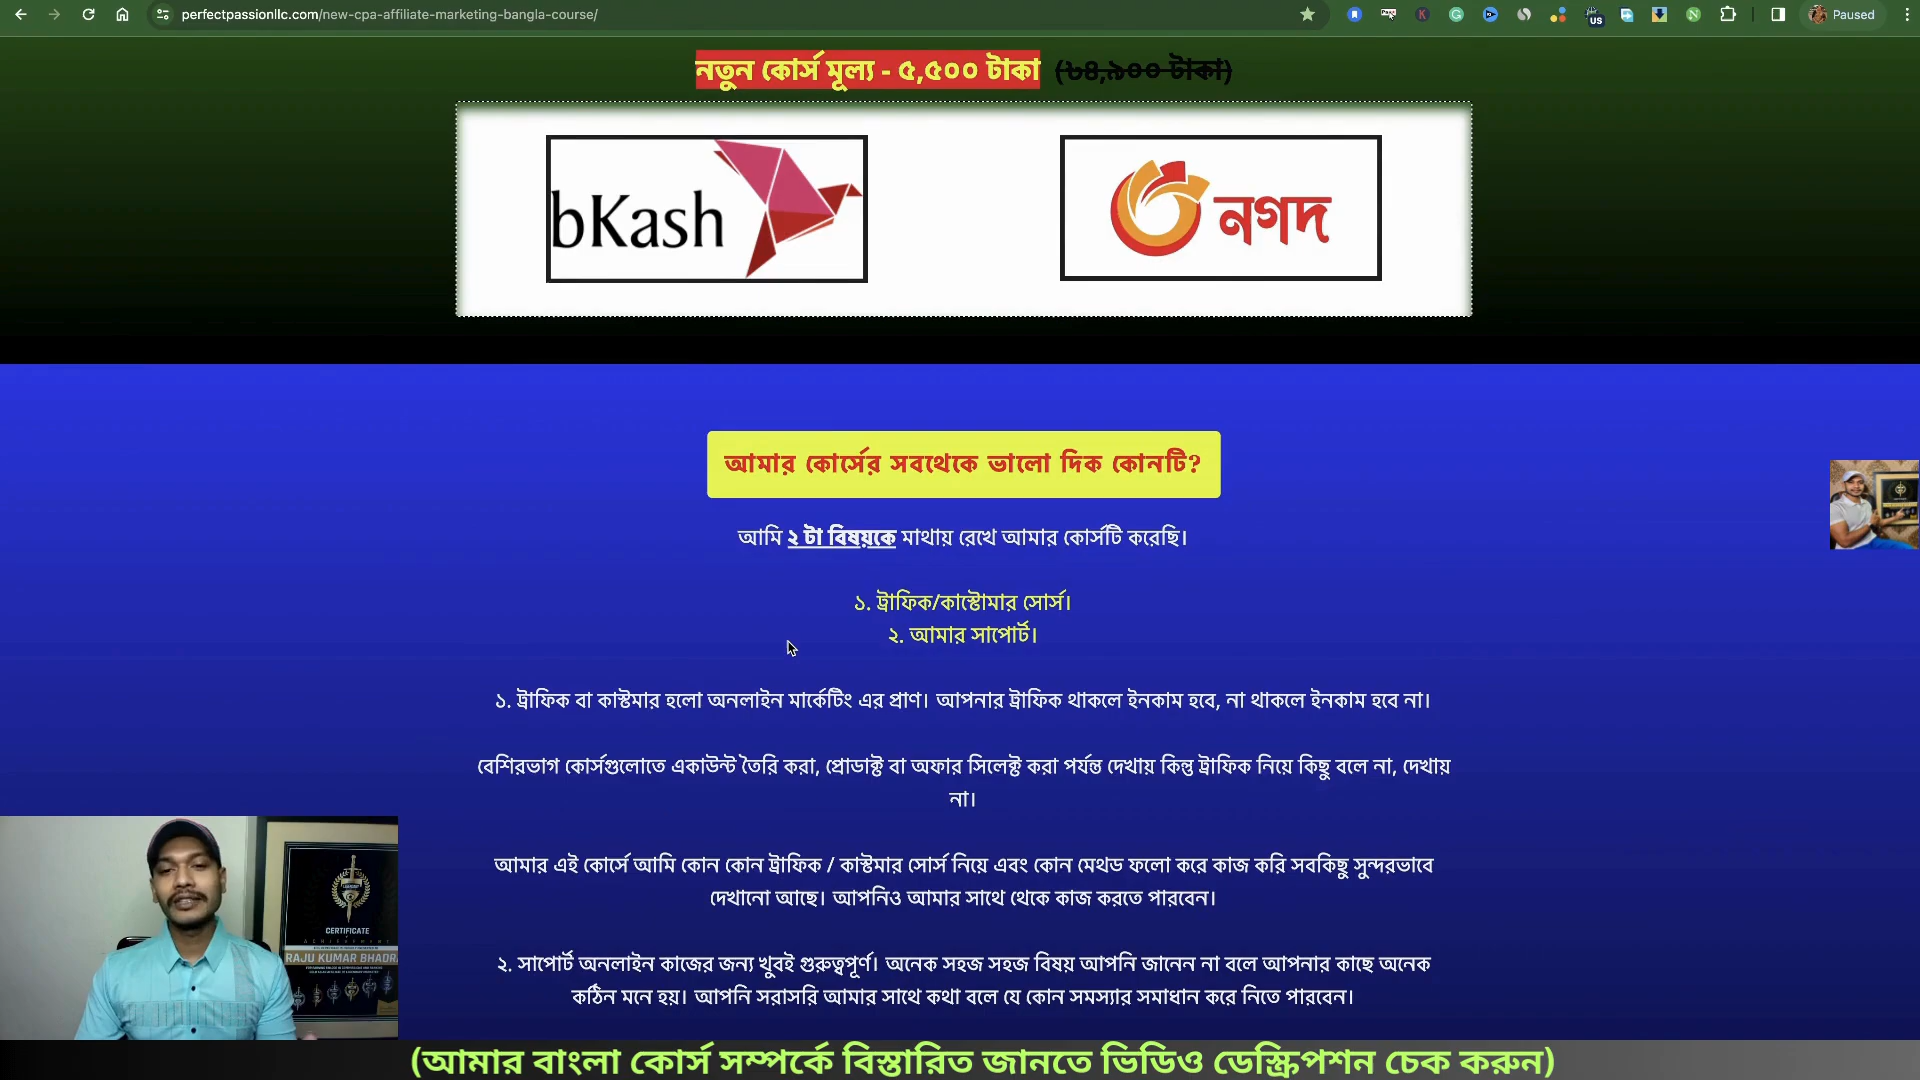 perfectpassionllc.com/new-cpa-affiliate-marketing-bangla-course/
Paused
নতুন কোর্স মূল্য - ৫,৫০০ টাকা (৮৪,৯০০ টাকা)
bKash
নগদ
আমার কোর্সের সবথেকে ভালো দিক কোনটি?
আমি ২ টা বিষয়কে মাথায় রেখে আমার কোর্সটি করেছি।
১. ট্রাফিক/কাস্টোমার সোর্স।
২. আমার সাপোর্ট।
১. ট্রাফিক বা কাস্টমার হলো অনলাইন মার্কেটিং এর প্রাণ। আপনার ট্রাফিক থাকলে ইনকাম হবে, না থাকলে ইনকাম হবে না।
বেশিরভাগ কোর্সগুলোতে একাউন্ট তৈরি করা, প্রোডাক্ট বা অফার সিলেক্ট করা পর্যন্ত দেখায় কিন্তু ট্রাফিক নিয়ে কিছু বলে না, দেখায়
না।
আমার এই কোর্সে আমি কোন কোন ট্রাফিক / কাস্টমার সোর্স নিয়ে এবং কোন মেথড ফলো করে কাজ করি সবকিছু সুন্দরভাবে
দেখানো আছে। আপনিও আমার সাথে থেকে কাজ করতে পারবেন।
২. সাপোর্ট অনলাইন কাজের জন্য খুবই গুরুত্বপূর্ণ। অনেক সহজ সহজ বিষয় আপনি জানেন না বলে আপনার কাছে অনেক
কঠিন মনে হয়। আপনি সরাসরি আমার সাথে কথা বলে যে কোন সমস্যার সমাধান করে নিতে পারবেন।
CERTIFICATE
RAJU KUMAR BHADRA
(আমার বাংলা কোর্স সম্পর্কে বিস্তারিত জানতে ভিডিও ডেস্ক্রিপশন চেক করুন)